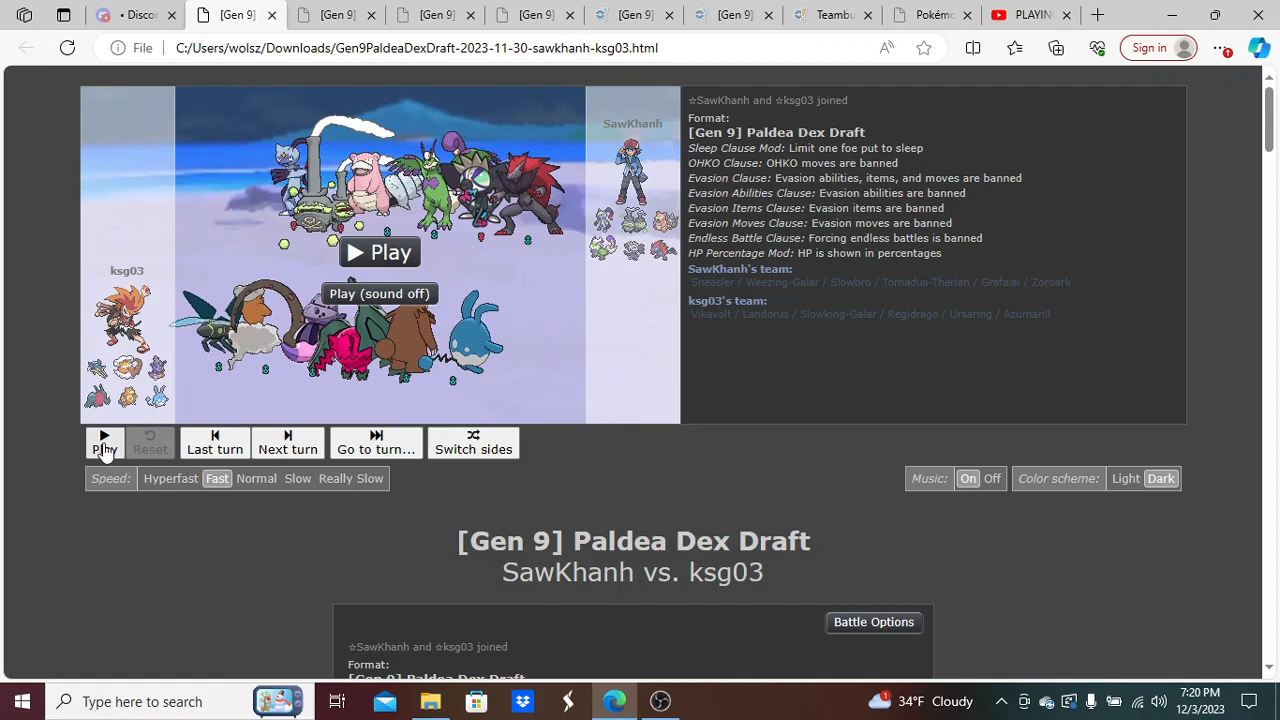 • Discor
[Gen 9]
[Gen 9]
[Gen 9]
[Gen 9]
[Gen 9]
[Gen 9]
Teambu
Pokémo
PLAYING
File
C:/Users/wolsz/Downloads/Gen9PaldeaDexDraft-2023-11-30-sawkhanh-ksg03.html
Sign in
ksg03
SawKhanh
Play
Play (sound off)
☆SawKhanh and ☆ksg03 joined
Format:
[Gen 9] Paldea Dex Draft
Sleep Clause Mod: Limit one foe put to sleep
OHKO Clause: OHKO moves are banned
Evasion Clause: Evasion abilities, items, and moves are banned
Evasion Abilities Clause: Evasion abilities are banned
Evasion Items Clause: Evasion items are banned
Evasion Moves Clause: Evasion moves are banned
Endless Battle Clause: Forcing endless battles is banned
HP Percentage Mod: HP is shown in percentages
SawKhanh's team:
Sneasler / Weezing-Galar / Slowbro / Tornadus-Therian / Grafaiai / Zoroark
ksg03's team:
Vikavolt / Landorus / Slowking-Galar / Regidrago / Ursaring / Azumarill
Play Reset Last turn Next turn Go to turn... Switch sides
Speed: Hyperfast Fast Normal Slow Really Slow
Music: On Off Color scheme: Light Dark
[Gen 9] Paldea Dex Draft
SawKhanh vs. ksg03
Battle Options
☆SawKhanh and ☆ksg03 joined
Format:
[Gen 9] Paldea Dex Draft
Type here to search
1
34°F Cloudy
7:20 PM
12/3/2023